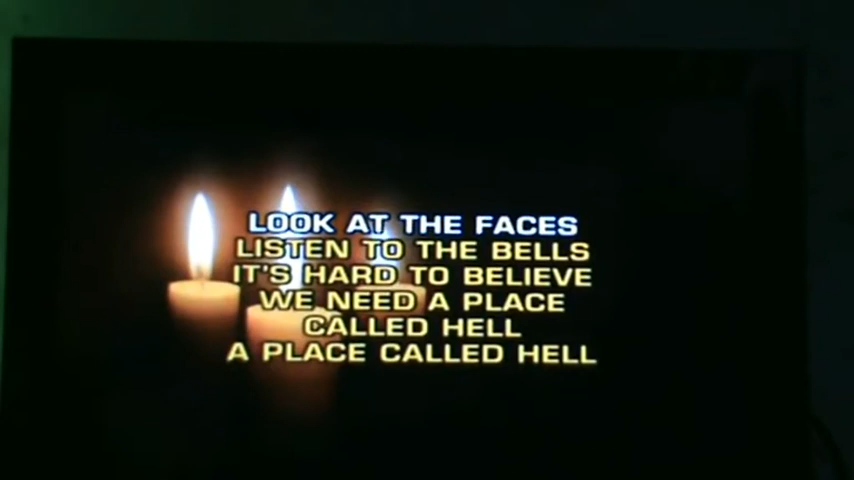 LOOK AT THE FACES
LISTEN TO THE BELLS
IT'S HARD TO BELIEVE
WE NEED A PLACE
CALLED HELL
A PLACE CALLED HELL